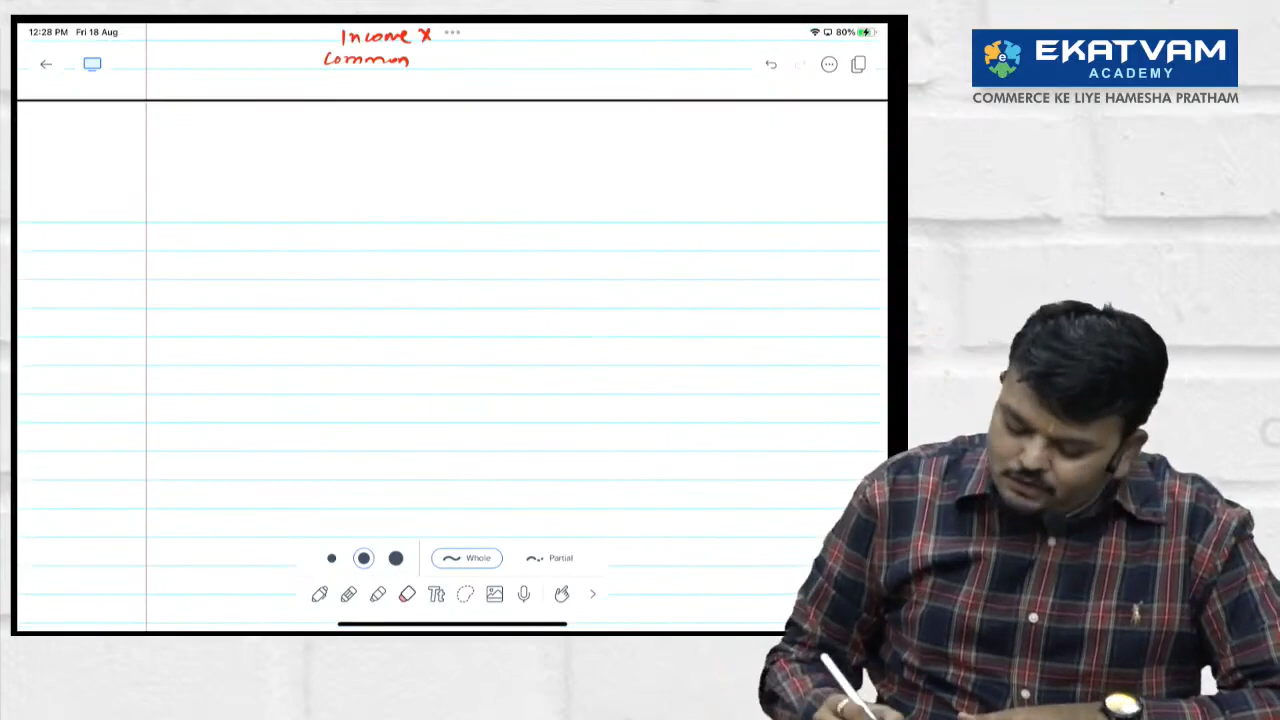 12:28 PM Fri 18 Aug
80%
Income X
Common
Whole
Partial
EKATVAM
ACADEMY
COMMERCE KE LIYE HAMESHA PRATHAM